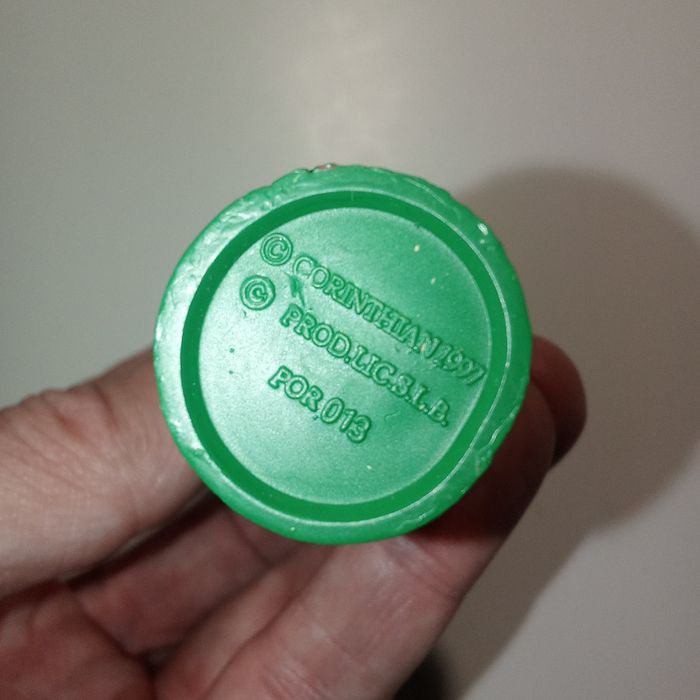 © CORINTHIAN 1997
© PROD.LIC.S.L.B.
POR 013